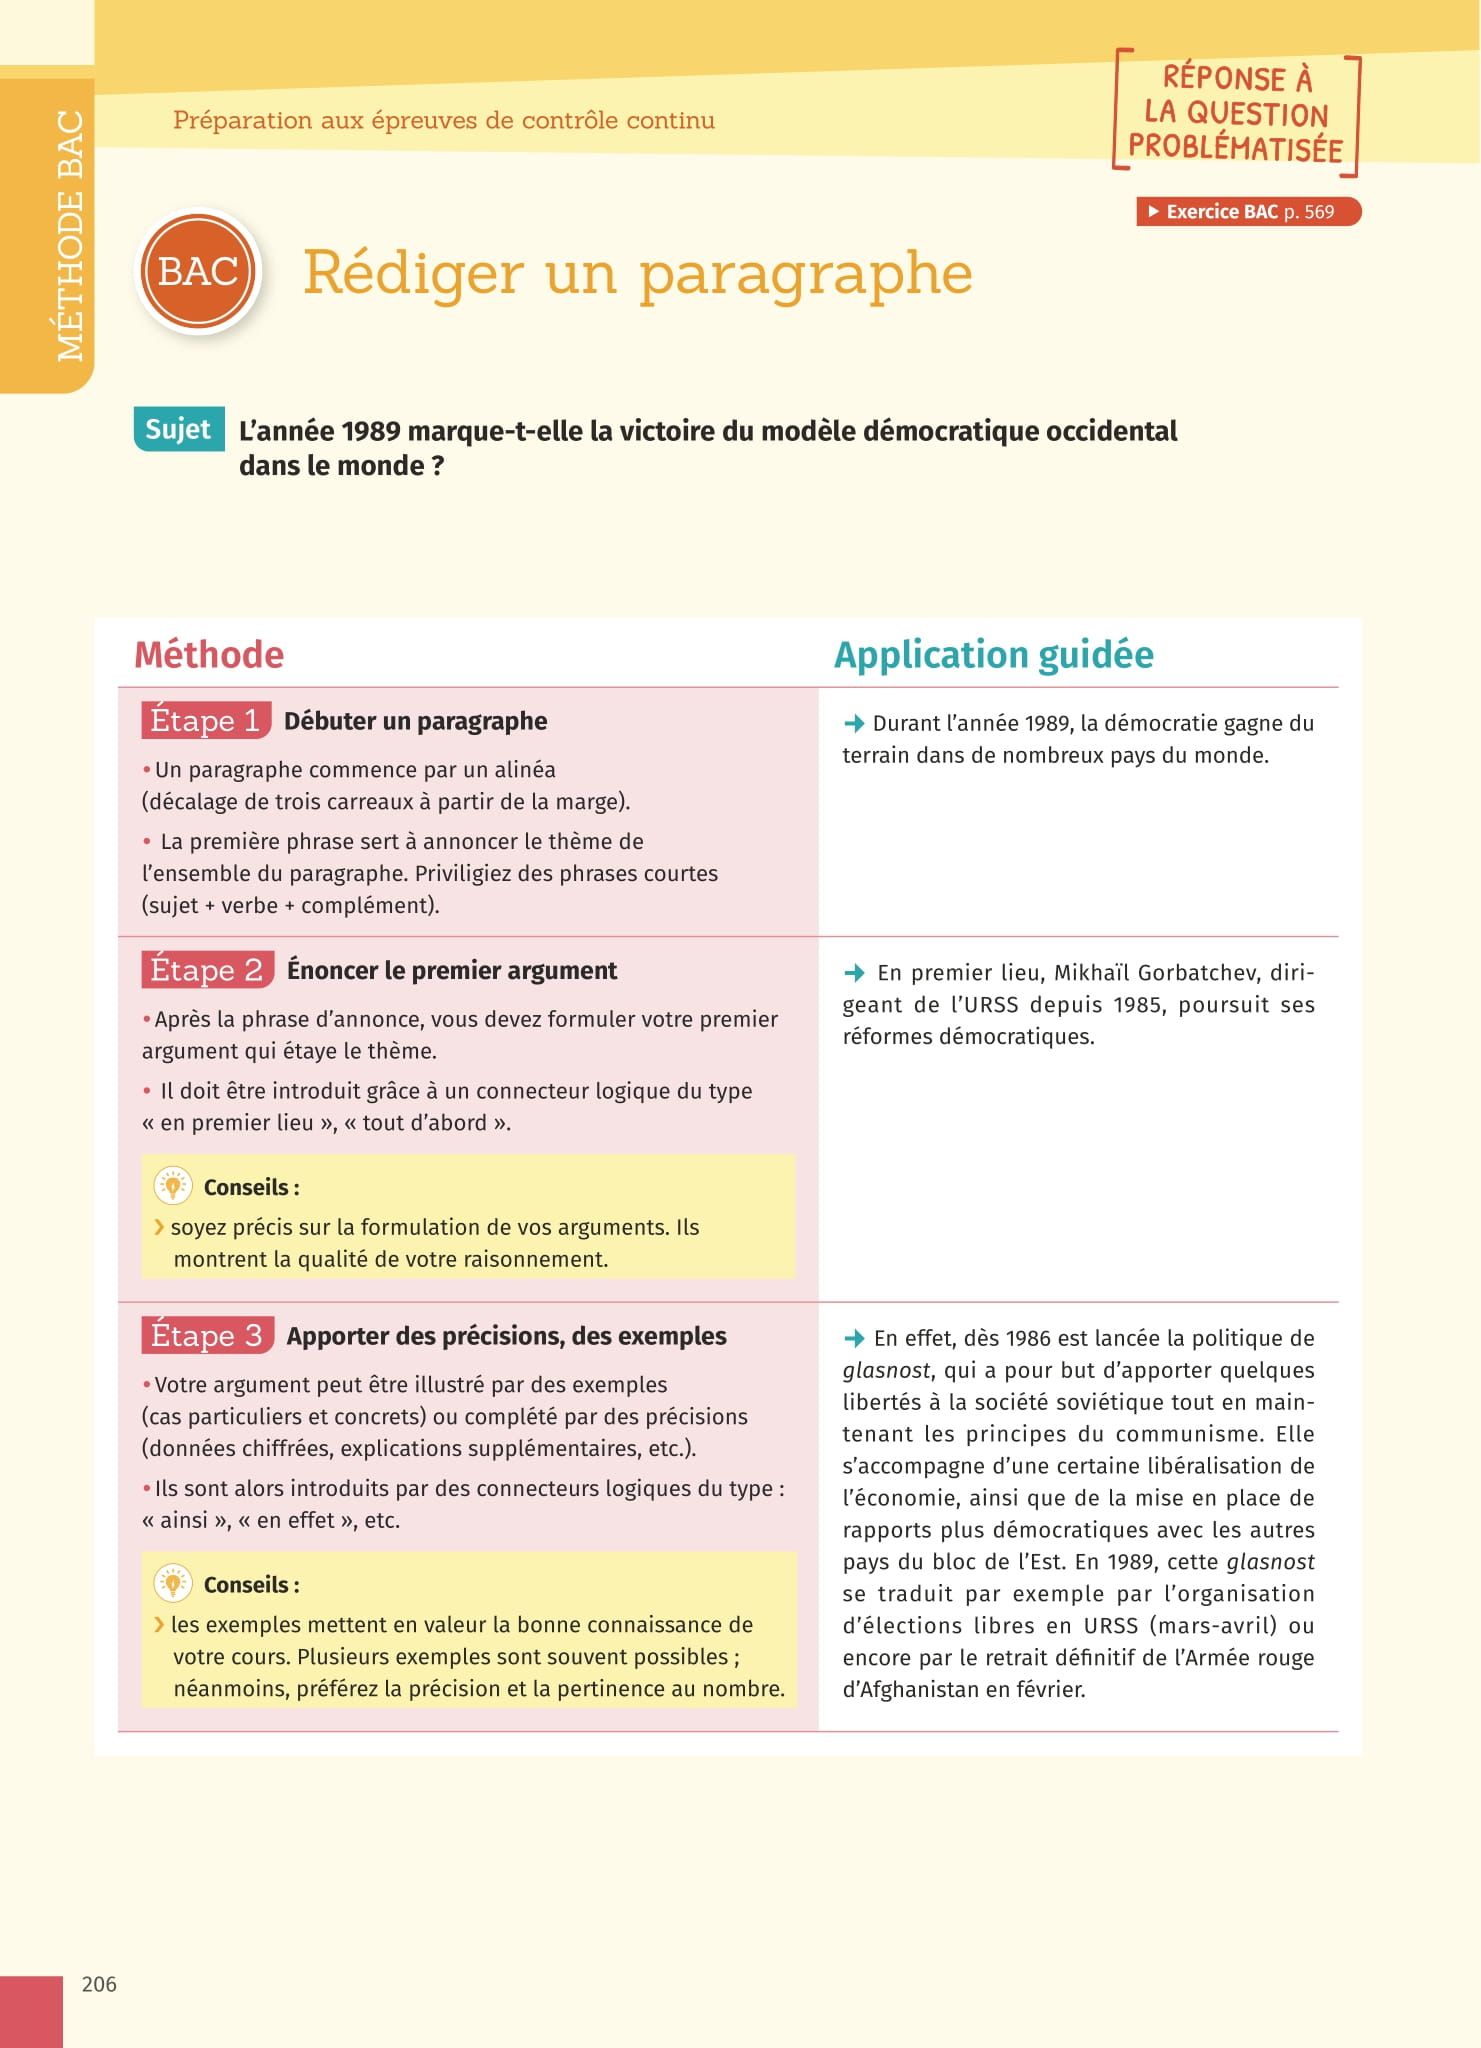 MÉTHODE BAC
Préparation aux épreuves de contrôle continu
RÉPONSE À
LA QUESTION
PROBLÉMATISÉE
Exercice BAC p. 569
BAC
Rédiger un paragraphe
Sujet
L'année 1989 marque-t-elle la victoire du modèle démocratique occidental
dans le monde ?
Méthode
Étape 1 Débuter un paragraphe
• Un paragraphe commence par un alinéa
(décalage de trois carreaux à partir de la marge).
• La première phrase sert à annoncer le thème de
l'ensemble du paragraphe. Priviligiez des phrases courtes
(sujet + verbe + complément).
Étape 2 Énoncer le premier argument
• Après la phrase d'annonce, vous devez formuler votre premier
argument qui étaye le thème.
• Il doit être introduit grâce à un connecteur logique du type
« en premier lieu », « tout d'abord ».
Conseils :
› soyez précis sur la formulation de vos arguments. Ils
montrent la qualité de votre raisonnement.
Étape 3 Apporter des précisions, des exemples
• Votre argument peut être illustré par des exemples
(cas particuliers et concrets) ou complété par des précisions
(données chiffrées, explications supplémentaires, etc.).
• Ils sont alors introduits par des connecteurs logiques du type :
« ainsi », « en effet », etc.
Conseils :
› les exemples mettent en valeur la bonne connaissance de
votre cours. Plusieurs exemples sont souvent possibles ;
néanmoins, préférez la précision et la pertinence au nombre.
Application guidée
➔ Durant l'année 1989, la démocratie gagne du
terrain dans de nombreux pays du monde.
➔ En premier lieu, Mikhaïl Gorbatchev, diri-
geant de l'URSS depuis 1985, poursuit ses
réformes démocratiques.
➔ En effet, dès 1986 est lancée la politique de
glasnost, qui a pour but d'apporter quelques
libertés à la société soviétique tout en main-
tenant les principes du communisme. Elle
s'accompagne d'une certaine libéralisation de
l'économie, ainsi que de la mise en place de
rapports plus démocratiques avec les autres
pays du bloc de l'Est. En 1989, cette glasnost
se traduit par exemple par l'organisation
d'élections libres en URSS (mars-avril) ou
encore par le retrait définitif de l'Armée rouge
d'Afghanistan en février.
206